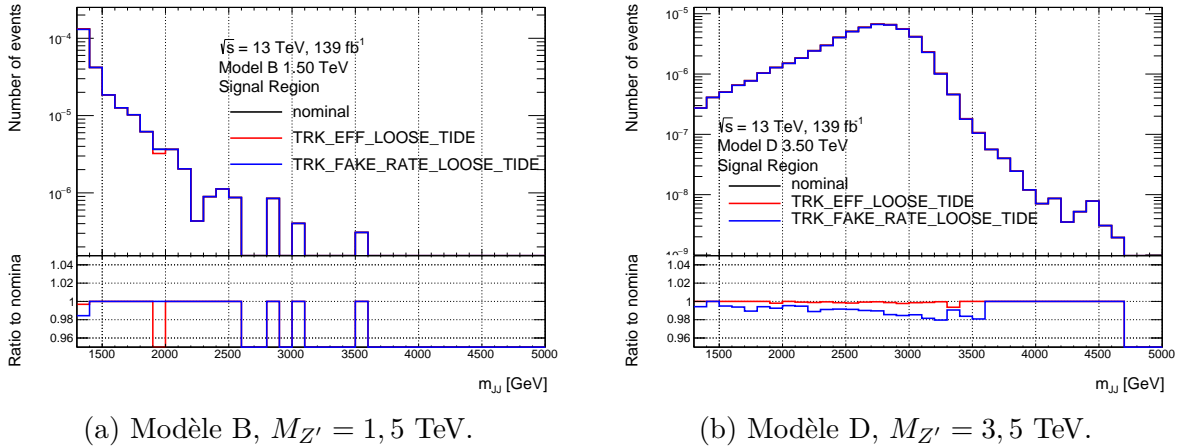 Number of events
10⁻⁴
10⁻⁵
10⁻⁶
√s = 13 TeV, 139 fb⁻¹
Model B 1.50 TeV
Signal Region
nominal
TRK_EFF_LOOSE_TIDE
TRK_FAKE_RATE_LOOSE_TIDE
Ratio to nomina
1.04
1.02
1
0.98
0.96
1500 2000 2500 3000 3500 4000 4500 5000
m_JJ [GeV]
(a) Modèle B, M_Z′ = 1, 5 TeV.
Number of events
10⁻⁵
10⁻⁶
10⁻⁷
10⁻⁸
10⁻⁹
√s = 13 TeV, 139 fb⁻¹
Model D 3.50 TeV
Signal Region
nominal
TRK_EFF_LOOSE_TIDE
TRK_FAKE_RATE_LOOSE_TIDE
Ratio to nomina
1.04
1.02
1
0.98
0.96
1500 2000 2500 3000 3500 4000 4500 5000
m_JJ [GeV]
(b) Modèle D, M_Z′ = 3, 5 TeV.